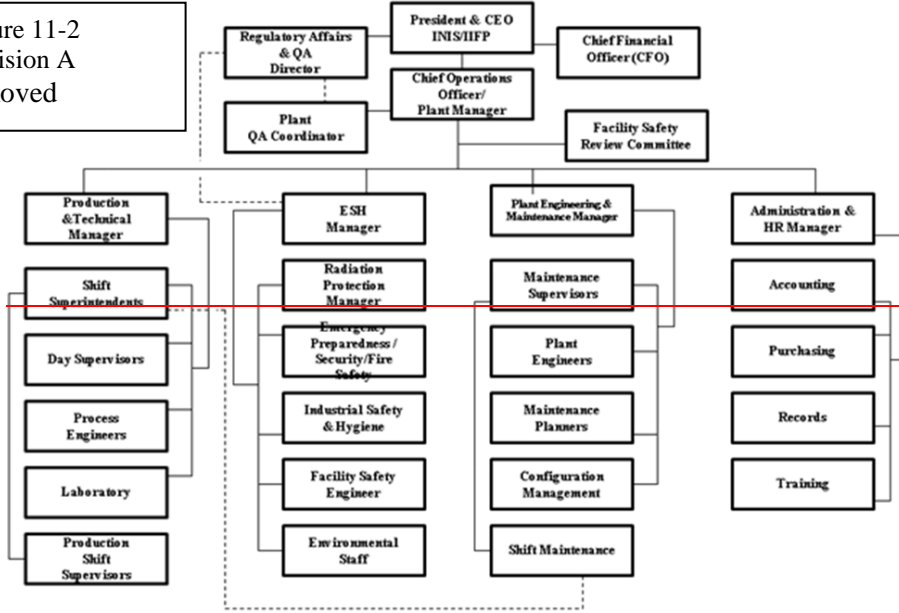 ure 11-2
ision A
oved
President & CEO
INIS/IIFP
Regulatory Affairs
& QA
Director
Chief Financial
Officer (CFO)
Chief Operations
Officer/
Plant Manager
Plant
QA Coordinator
Facility Safety
Review Committee
Production
&Technical
Manager
ESH
Manager
Plant Engineering &
Maintenance Manager
Administration &
HR Manager
Shift
Superintendents
Radiation
Protection
Manager
Maintenance
Supervisors
Accounting
Day Supervisors
Emergency
Preparedness /
Security/Fire
Safety
Plant
Engineers
Purchasing
Process
Engineers
Industrial Safety
& Hygiene
Maintenance
Planners
Records
Laboratory
Facility Safety
Engineer
Configuration
Management
Training
Production
Shift
Supervisors
Environmental
Staff
Shift Maintenance